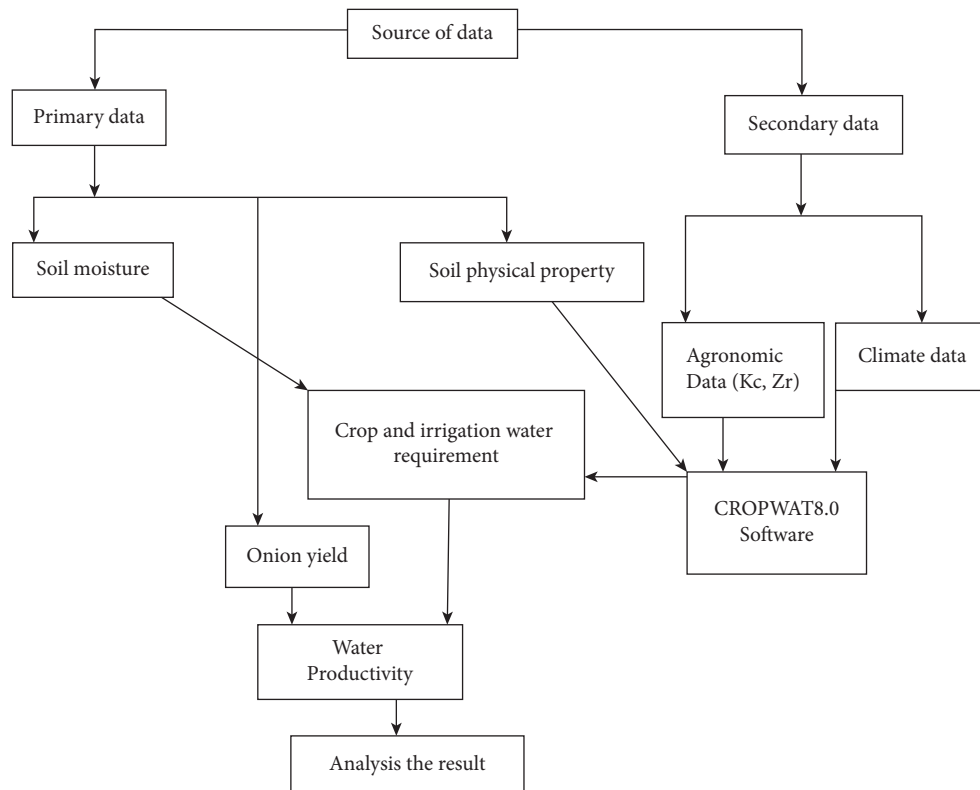 Source of data
Primary data
Secondary data
Soil moisture
Soil physical property
Agronomic
Data (Kc, Zr)
Climate data
Crop and irrigation water
requirement
CROPWAT8.0
Software
Onion yield
Water
Productivity
Analysis the result